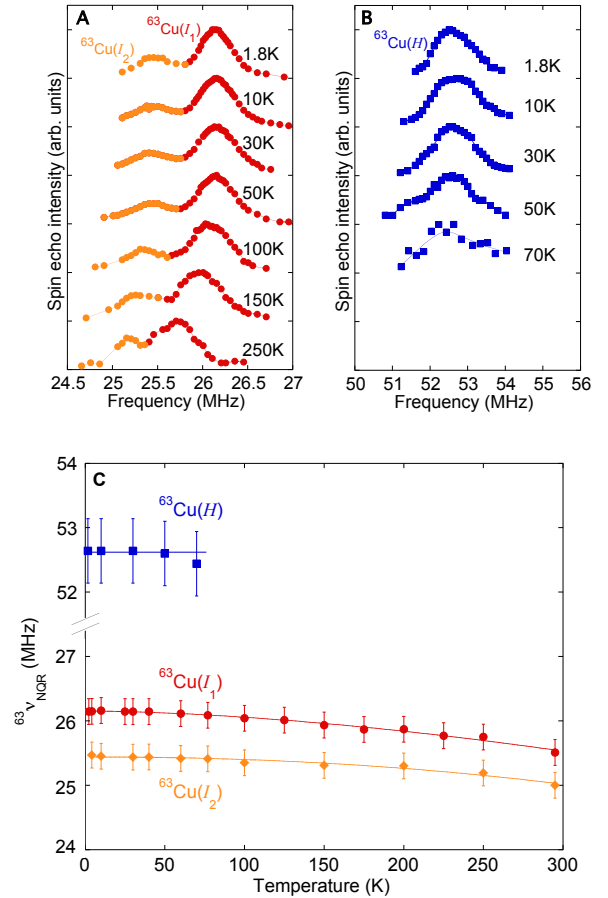 A
⁶³Cu(I₁)
⁶³Cu(I₂)
1.8K
10K
30K
50K
100K
150K
250K
Spin echo intensity (arb. units)
24.5 25 25.5 26 26.5 27
Frequency (MHz)
B
⁶³Cu(H)
1.8K
10K
30K
50K
70K
Spin echo intensity (arb. units)
50 51 52 53 54 55 56
Frequency (MHz)
C
54
53
52
27
26
25
24
⁶³Cu(H)
⁶³Cu(I₁)
⁶³Cu(I₂)
⁶³ν_NQR (MHz)
0 50 100 150 200 250 300
Temperature (K)